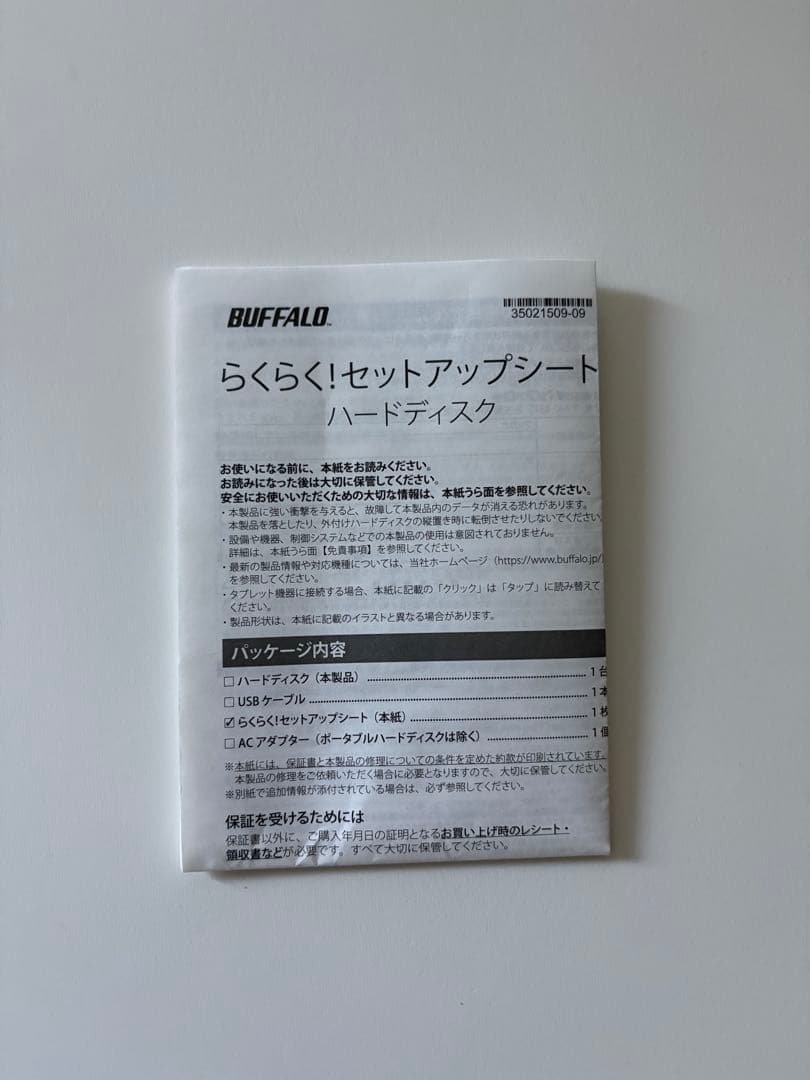 BUFFALO™
35021509-09
らくらく!セットアップシート
ハードディスク
お使いになる前に、本紙をお読みください。
お読みになった後は大切に保管してください。
安全にお使いいただくための大切な情報は、本紙うら面を参照してください。
・本製品に強い衝撃を与えると、故障して本製品内のデータが消える恐れがあります。
本製品を落としたり、外付けハードディスクの縦置き時に転倒させたりしないでください
・設備や機器、制御システムなどでの本製品の使用は意図されておりません。
詳細は、本紙うら面【免責事項】を参照してください。
・最新の製品情報や対応機種については、当社ホームページ(https://www.buffalo.jp/)
を参照してください。
・タブレット機器に接続する場合、本紙に記載の「クリック」は「タップ」に読み替えて
ください。
・製品形状は、本紙に記載のイラストと異なる場合があります。
パッケージ内容
□ ハードディスク(本製品) ........ 1台
□ USBケーブル ........ 1本
☑ らくらく!セットアップシート(本紙) ........ 1枚
□ ACアダプター(ポータブルハードディスクは除く) ........ 1個
※本紙には、保証書と本製品の修理についての条件を定めた約款が印刷されています。
本製品の修理をご依頼いただく場合に必要となりますので、大切に保管してください。
※別紙で追加情報が添付されている場合は、必ず参照してください。
保証を受けるためには
保証書以外に、ご購入年月日の証明となるお買い上げ時のレシート・
領収書などが必要です。すべて大切に保管してください。